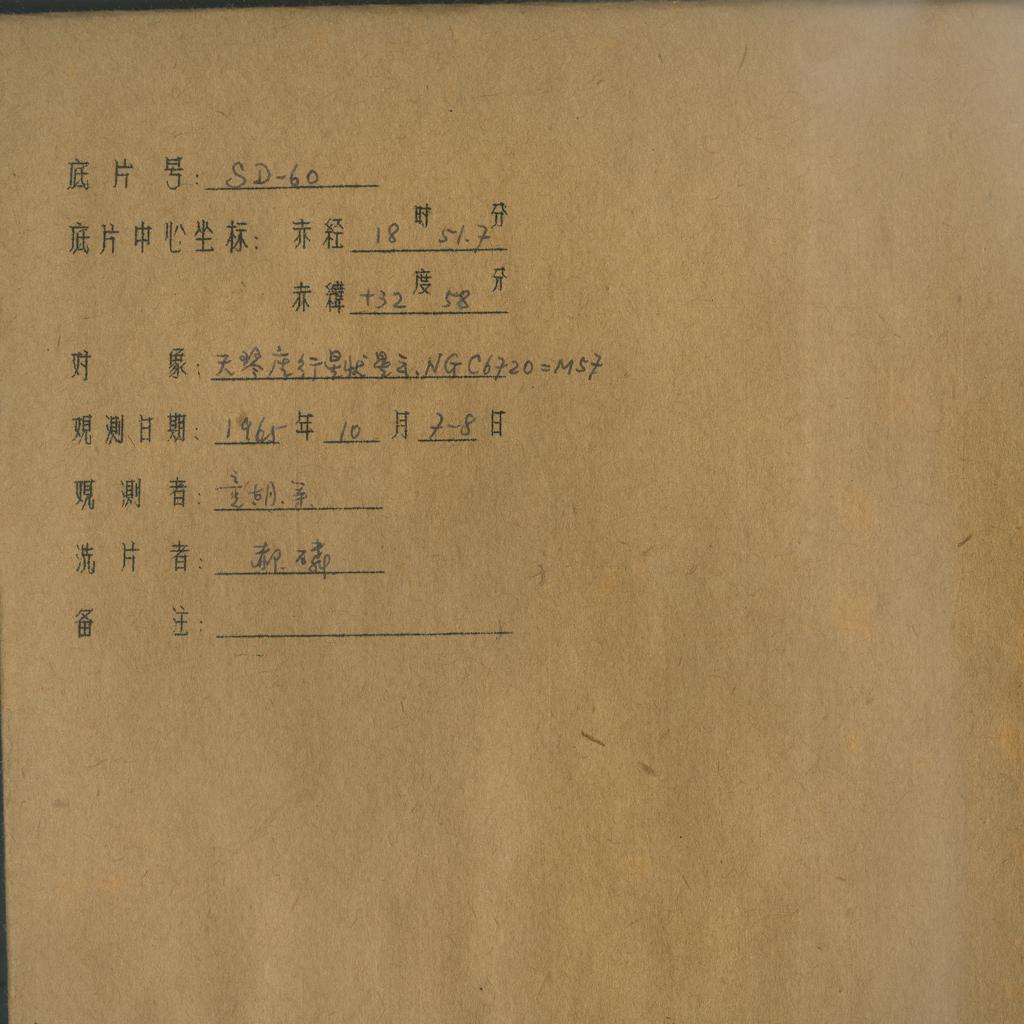 底片号: SD-60
底片中心坐标: 赤経 18时 51.7分
赤緯 +32度 58分
对象: 天琴座行星状星云, NGC6720=M57
观測日期: 1965年 10月 7-8日
观測者: 胡.
洗片者:
备注: